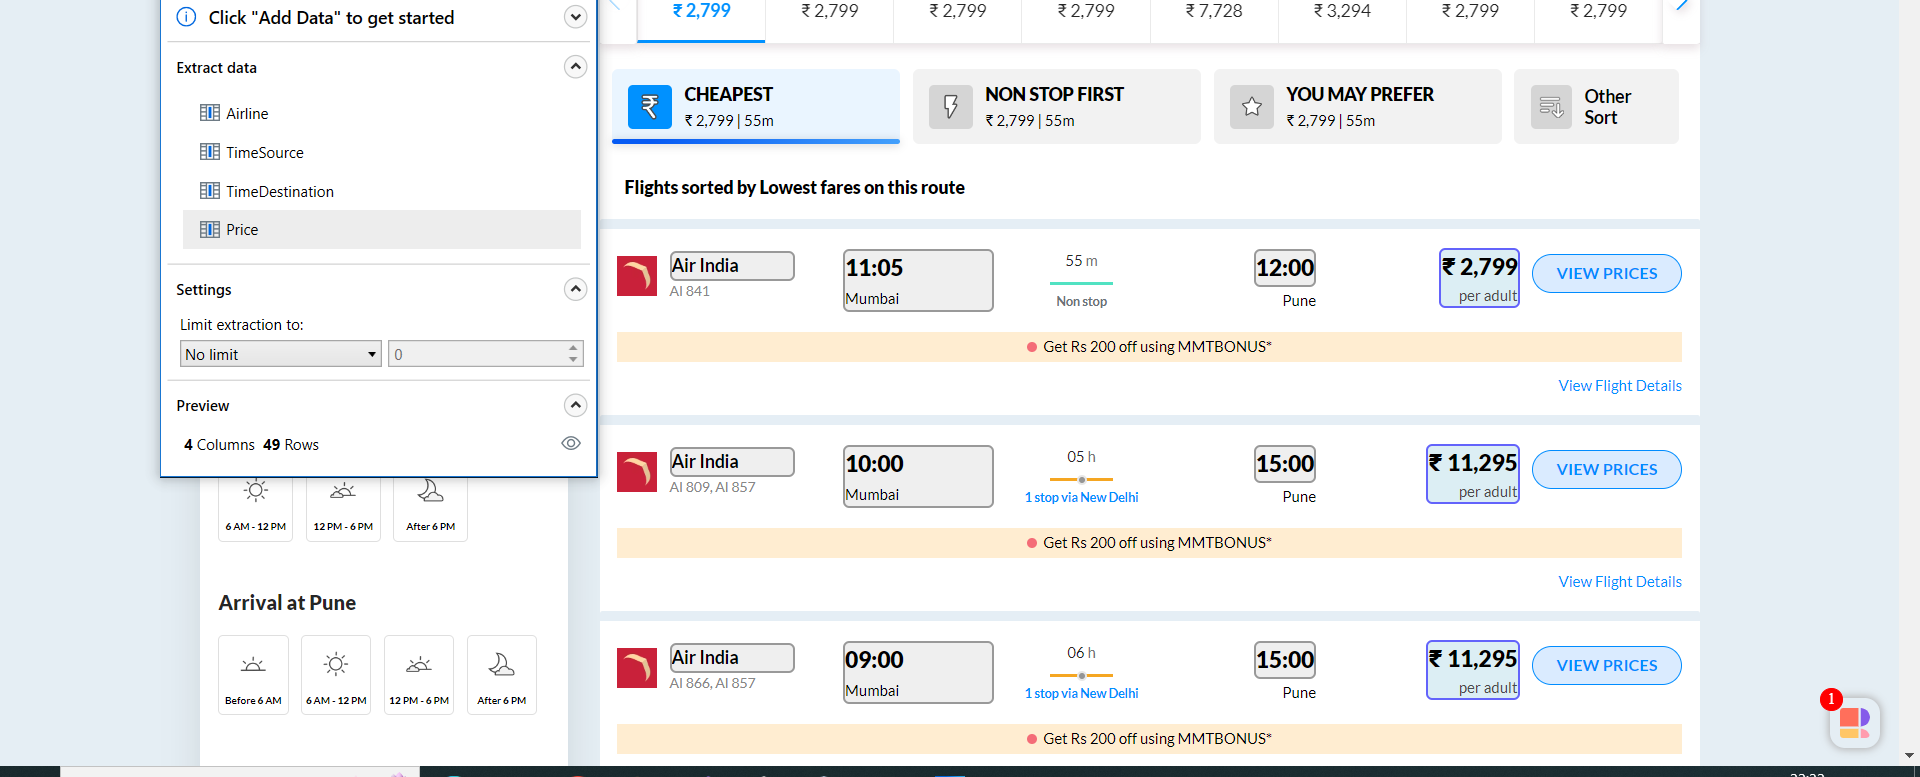 Click "Add Data" to get started
Extract data
Airline
TimeSource
TimeDestination
Price
Settings
Limit extraction to:
No limit
0
Preview
4 Columns 49 Rows
6 AM - 12 PM
12 PM - 6 PM
After 6 PM
Arrival at Pune
Before 6 AM
6 AM - 12 PM
12 PM - 6 PM
After 6 PM
₹ 2,799
₹ 2,799
₹ 2,799
₹ 2,799
₹ 7,728
₹ 3,294
₹ 2,799
₹ 2,799
CHEAPEST
₹ 2,799 | 55m
NON STOP FIRST
₹ 2,799 | 55m
YOU MAY PREFER
₹ 2,799 | 55m
Other
Sort
Flights sorted by Lowest fares on this route
Air India
AI 841
11:05
Mumbai
55 m
Non stop
12:00
Pune
₹ 2,799
per adult
VIEW PRICES
Get Rs 200 off using MMTBONUS*
View Flight Details
Air India
AI 809, AI 857
10:00
Mumbai
05 h
1 stop via New Delhi
15:00
Pune
₹ 11,295
per adult
VIEW PRICES
Get Rs 200 off using MMTBONUS*
View Flight Details
Air India
AI 866, AI 857
09:00
Mumbai
06 h
1 stop via New Delhi
15:00
Pune
₹ 11,295
per adult
VIEW PRICES
Get Rs 200 off using MMTBONUS*
1